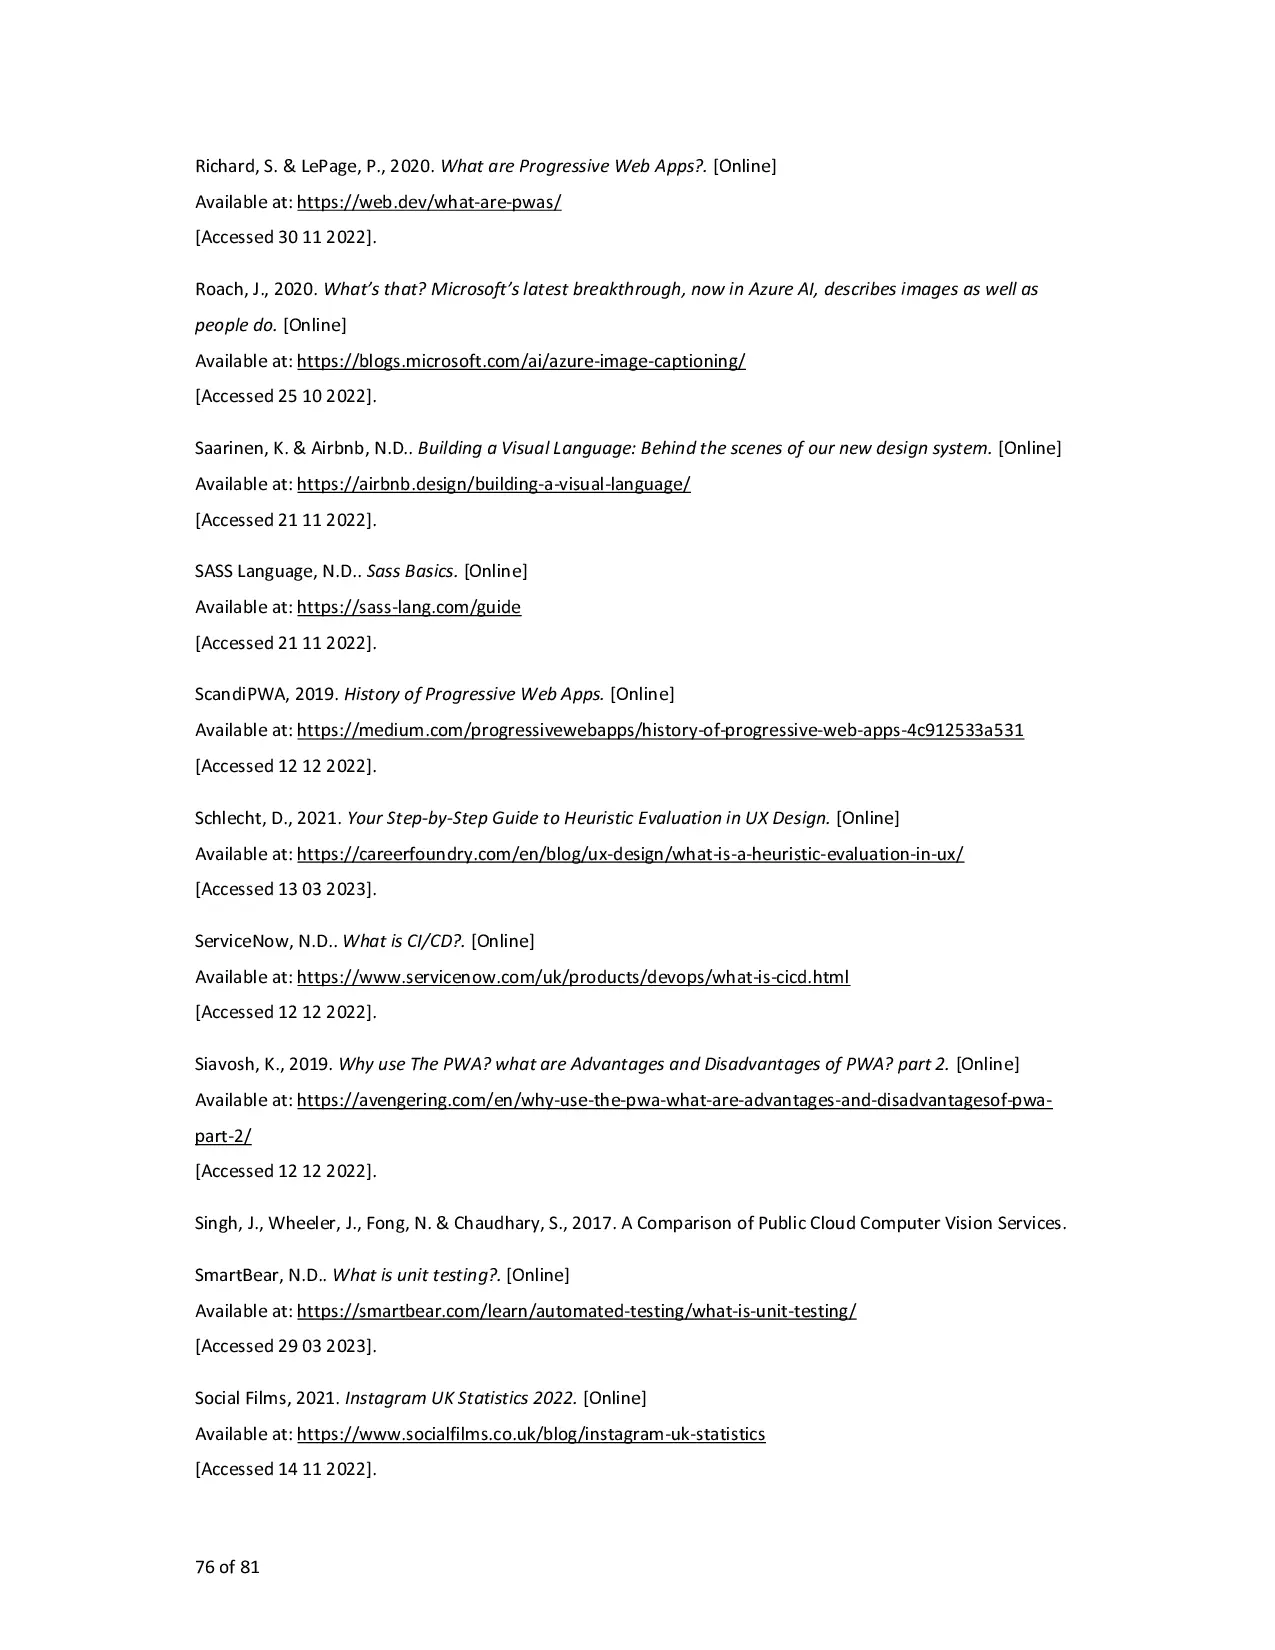 Richard, S. & LePage, P., 2020. What are Progressive Web Apps?. [Online]
Available at: https://web.dev/what-are-pwas/
[Accessed 30 11 2022].
Roach, J., 2020. What’s that? Microsoft’s latest breakthrough, now in Azure AI, describes images as well as
people do. [Online]
Available at: https://blogs.microsoft.com/ai/azure-image-captioning/
[Accessed 25 10 2022].
Saarinen, K. & Airbnb, N.D.. Building a Visual Language: Behind the scenes of our new design system. [Online]
Available at: https://airbnb.design/building-a-visual-language/
[Accessed 21 11 2022].
SASS Language, N.D.. Sass Basics. [Online]
Available at: https://sass-lang.com/guide
[Accessed 21 11 2022].
ScandiPWA, 2019. History of Progressive Web Apps. [Online]
Available at: https://medium.com/progressivewebapps/history-of-progressive-web-apps-4c912533a531
[Accessed 12 12 2022].
Schlecht, D., 2021. Your Step-by-Step Guide to Heuristic Evaluation in UX Design. [Online]
Available at: https://careerfoundry.com/en/blog/ux-design/what-is-a-heuristic-evaluation-in-ux/
[Accessed 13 03 2023].
ServiceNow, N.D.. What is CI/CD?. [Online]
Available at: https://www.servicenow.com/uk/products/devops/what-is-cicd.html
[Accessed 12 12 2022].
Siavosh, K., 2019. Why use The PWA? what are Advantages and Disadvantages of PWA? part 2. [Online]
Available at: https://avengering.com/en/why-use-the-pwa-what-are-advantages-and-disadvantagesof-pwa-
part-2/
[Accessed 12 12 2022].
Singh, J., Wheeler, J., Fong, N. & Chaudhary, S., 2017. A Comparison of Public Cloud Computer Vision Services.
SmartBear, N.D.. What is unit testing?. [Online]
Available at: https://smartbear.com/learn/automated-testing/what-is-unit-testing/
[Accessed 29 03 2023].
Social Films, 2021. Instagram UK Statistics 2022. [Online]
Available at: https://www.socialfilms.co.uk/blog/instagram-uk-statistics
[Accessed 14 11 2022].
76 of 81